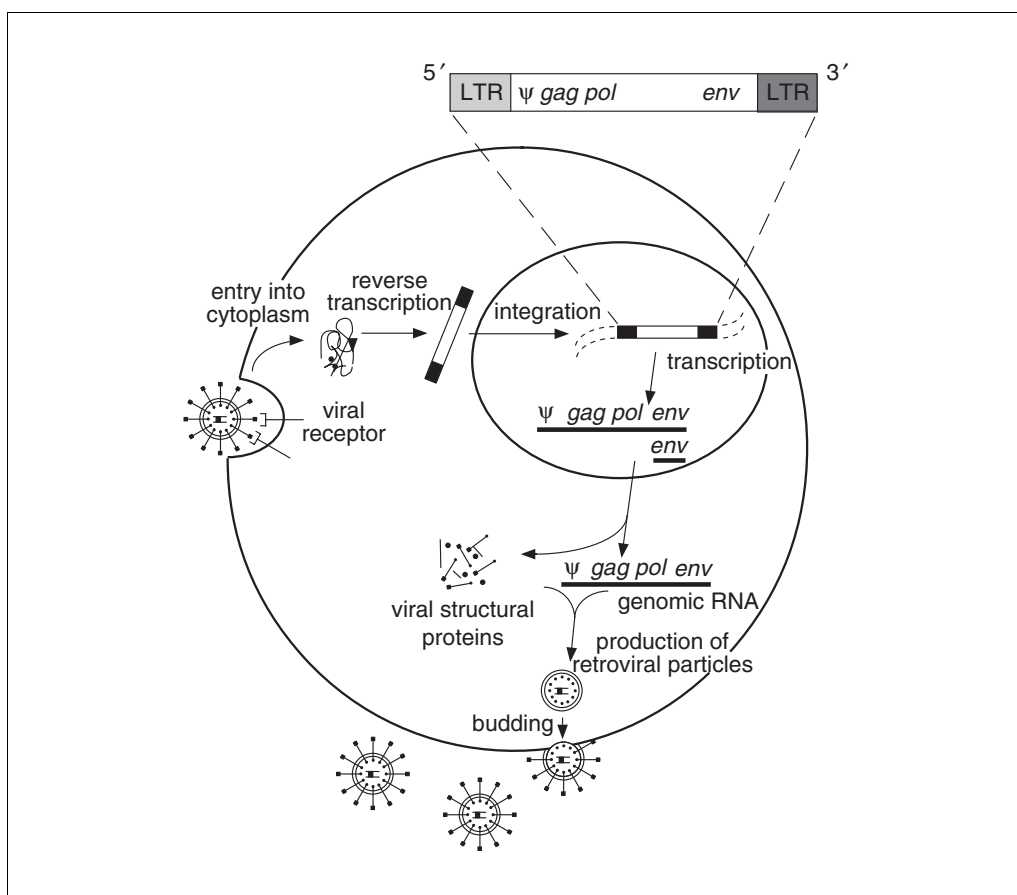 5′ 3′
LTR ψ gag pol env LTR
entry into
cytoplasm
reverse
transcription
integration
transcription
viral
receptor
ψ gag pol env
env
ψ gag pol env
genomic RNA
viral structural
proteins
production of
retroviral particles
budding